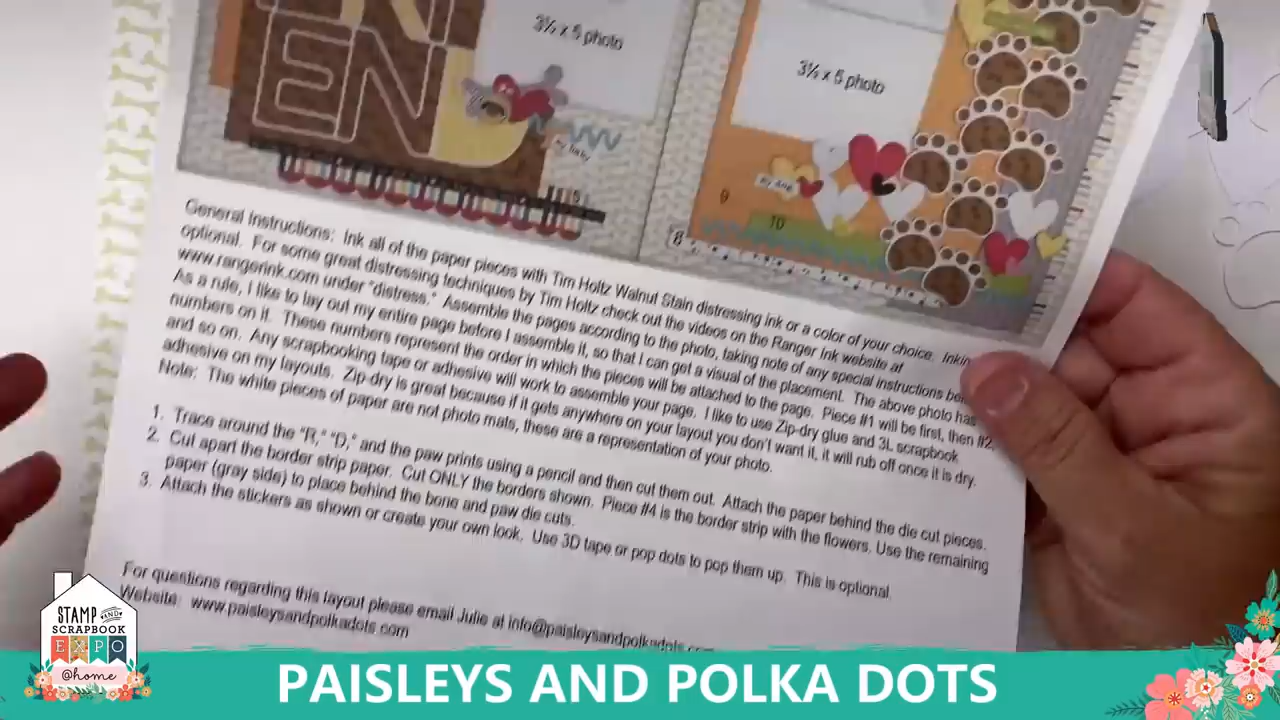 3¾ x 5 photo
3¾ x 5 photo
EN
D
my baby
my dog
9
10
8
General Instructions: Ink all of the paper pieces with Tim Holtz Walnut Stain distressing ink or a color of your choice. Inking
optional. For some great distressing techniques by Tim Holtz check out the videos on the Ranger Ink website at
www.rangerink.com under "distress." Assemble the pages according to the photo, taking note of any special instructions
As a rule, I like to lay out my entire page before I assemble it, so that I can get a visual of the placement. The above photo has
numbers on it. These numbers represent the order in which the pieces will be attached to the page. Piece #1 will be first, then #2,
and so on. Any scrapbooking tape or adhesive will work to assemble your page. I like to use Zip-dry glue and 3L scrapbook
adhesive on my layouts. Zip-dry is great because if it gets anywhere on your layout you don't want it, it will rub off once it is dry.
Note: The white pieces of paper are not photo mats, these are a representation of your photo.
1. Trace around the "R," "D," and the paw prints using a pencil and then cut them out. Attach the paper behind the die cut pieces.
2. Cut apart the border strip paper. Cut ONLY the borders shown. Piece #4 is the border strip with the flowers. Use the remaining
paper (gray side) to place behind the bone and paw die cuts.
3. Attach the stickers as shown or create your own look. Use 3D tape or pop dots to pop them up. This is optional.
For questions regarding this layout please email Julie at info@paisleysandpolkadots.com
Website: www.paisleysandpolkadots.com
STAMP AND
SCRAPBOOK
EXPO
@home
PAISLEYS AND POLKA DOTS